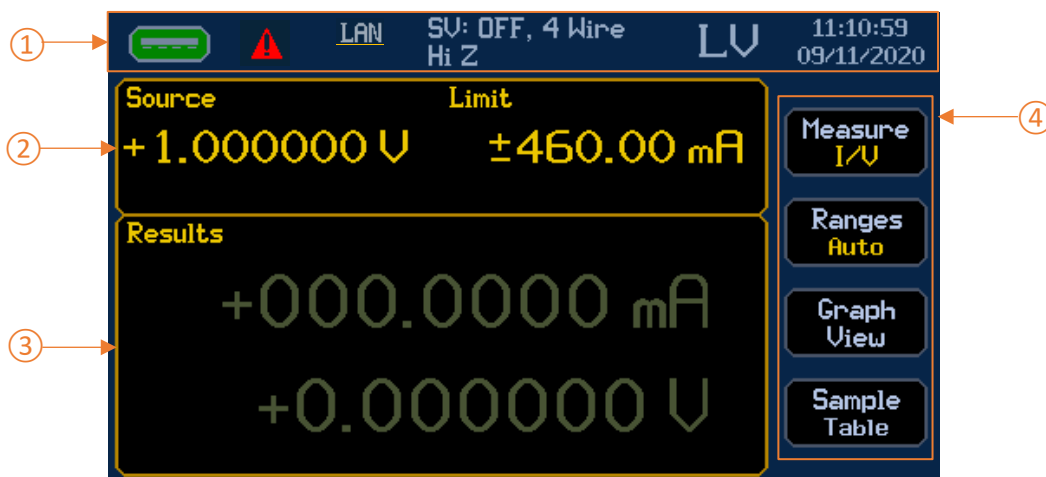 ① LAN SV: OFF, 4 Wire LV 11:10:59
Hi Z 09/11/2020
Source Limit
② +1.000000 V ±460.00 mA
Results
③
+000.0000 mA
+0.000000 V
④
Measure
I/V
Ranges
Auto
Graph
View
Sample
Table